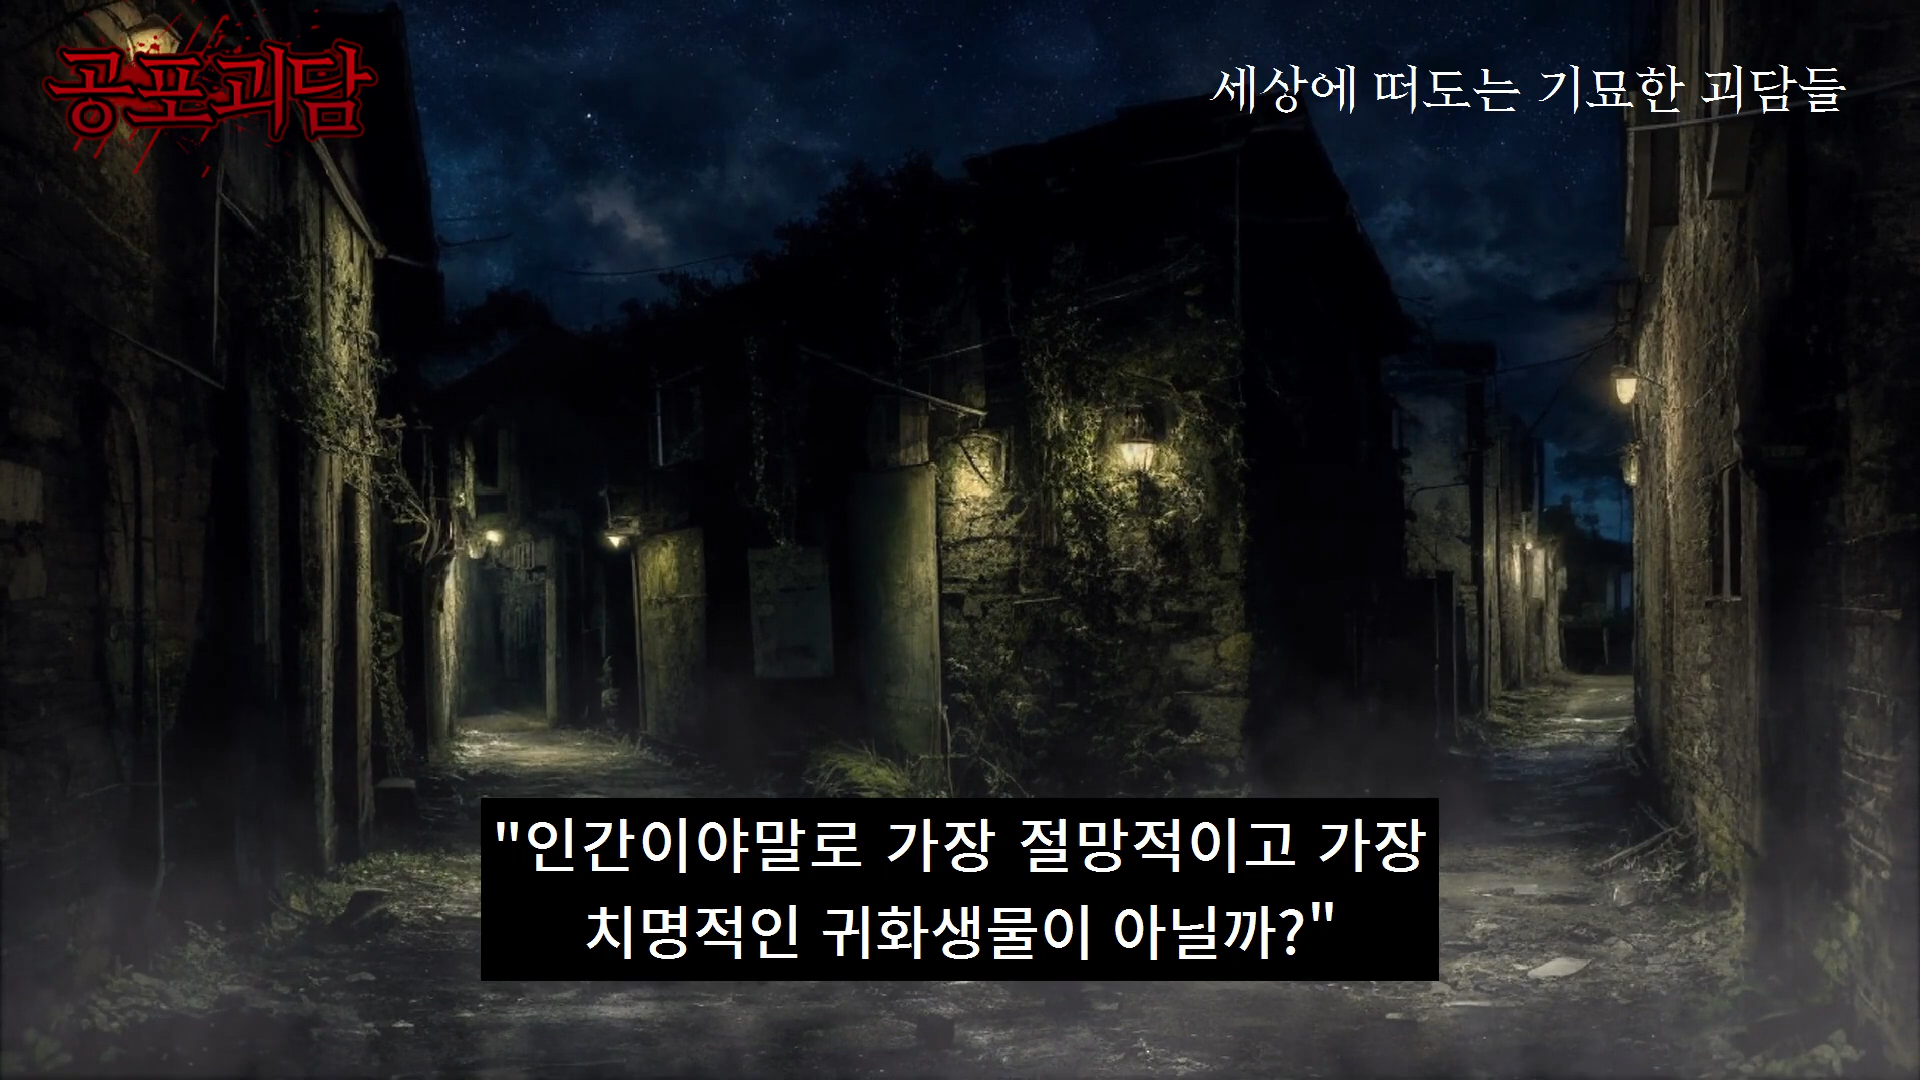 공포괴담
세상에 떠도는 기묘한 괴담들
"인간이야말로 가장 절망적이고 가장
치명적인 귀화생물이 아닐까?"